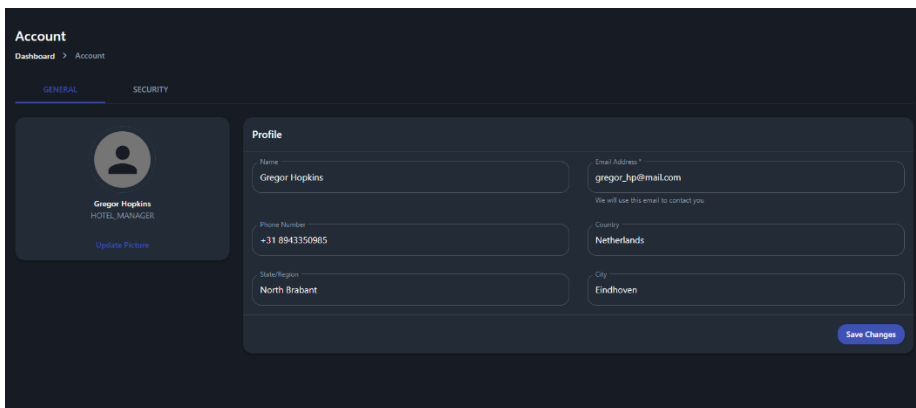 Account
Dashboard > Account
GENERAL SECURITY
Gregor Hopkins
HOTEL_MANAGER
Update Picture
Profile
Name
Gregor Hopkins
Email Address *
gregor_hp@mail.com
We will use this email to contact you
Phone Number
+31 8943350985
Country
Netherlands
State/Region
North Brabant
City
Eindhoven
Save Changes